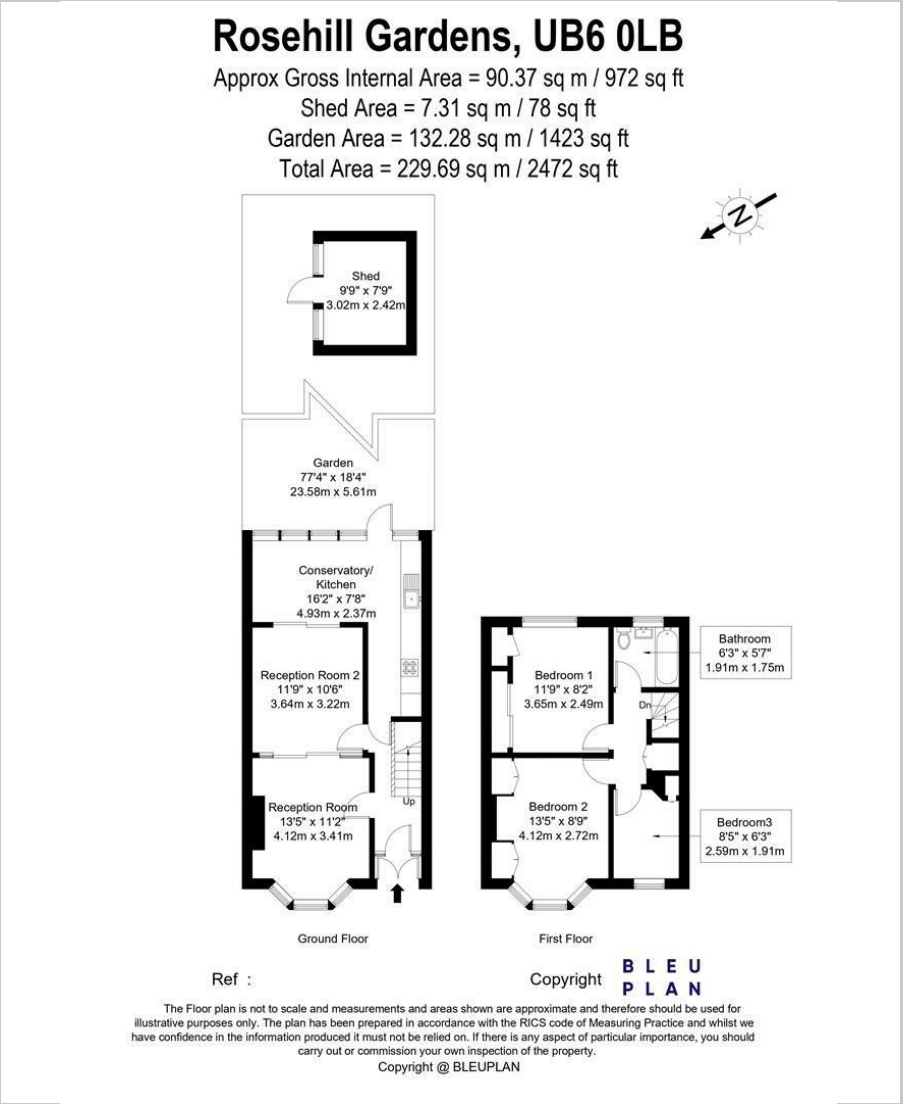 Rosehill Gardens, UB6 0LB
Approx Gross Internal Area = 90.37 sq m / 972 sq ft
Shed Area = 7.31 sq m / 78 sq ft
Garden Area = 132.28 sq m / 1423 sq ft
Total Area = 229.69 sq m / 2472 sq ft
N
Shed
9'9" x 7'9"
3.02m x 2.42m
Garden
77'4" x 18'4"
23.58m x 5.61m
Conservatory/
Kitchen
16'2" x 7'8"
4.93m x 2.37m
Reception Room 2
11'9" x 10'6"
3.64m x 3.22m
Reception Room
13'5" x 11'2"
4.12m x 3.41m
Up
Ground Floor
Bedroom 1
11'9" x 8'2"
3.65m x 2.49m
Bathroom
6'3" x 5'7"
1.91m x 1.75m
Dn
Bedroom 2
13'5" x 8'9"
4.12m x 2.72m
Bedroom3
8'5" x 6'3"
2.59m x 1.91m
First Floor
Ref :
Copyright
BLEU
PLAN
The Floor plan is not to scale and measurements and areas shown are approximate and therefore should be used for
illustrative purposes only. The plan has been prepared in accordance with the RICS code of Measuring Practice and whilst we
have confidence in the information produced it must not be relied on. If there is any aspect of particular importance, you should
carry out or commission your own inspection of the property.
Copyright @ BLEUPLAN